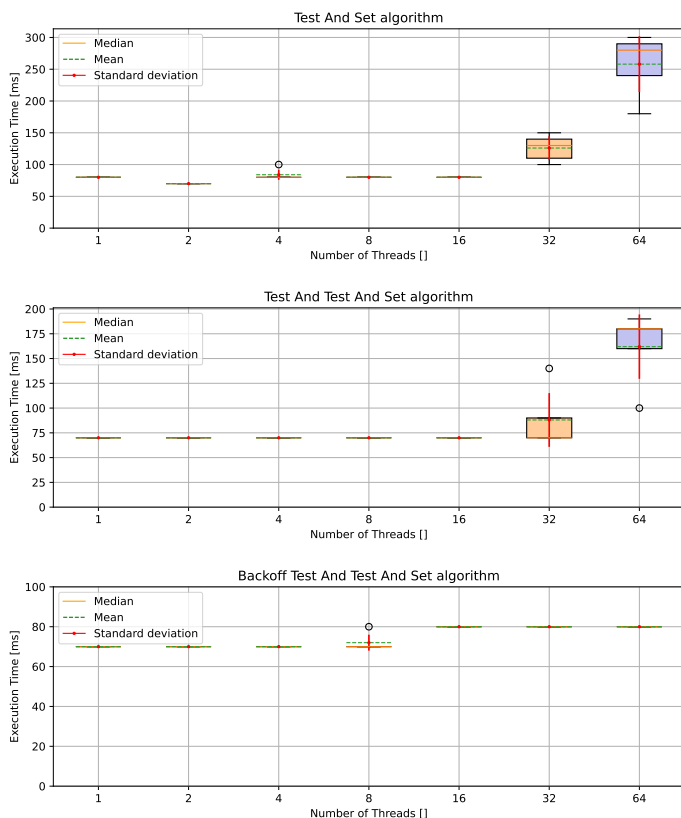 Test And Set algorithm
Execution Time [ms]
300
250
200
150
100
50
0
Median
Mean
Standard deviation
1 2 4 8 16 32 64
Number of Threads []
Test And Test And Set algorithm
Execution Time [ms]
200
175
150
125
100
75
50
25
0
Median
Mean
Standard deviation
1 2 4 8 16 32 64
Number of Threads []
Backoff Test And Test And Set algorithm
Execution Time [ms]
100
80
60
40
20
0
Median
Mean
Standard deviation
1 2 4 8 16 32 64
Number of Threads []